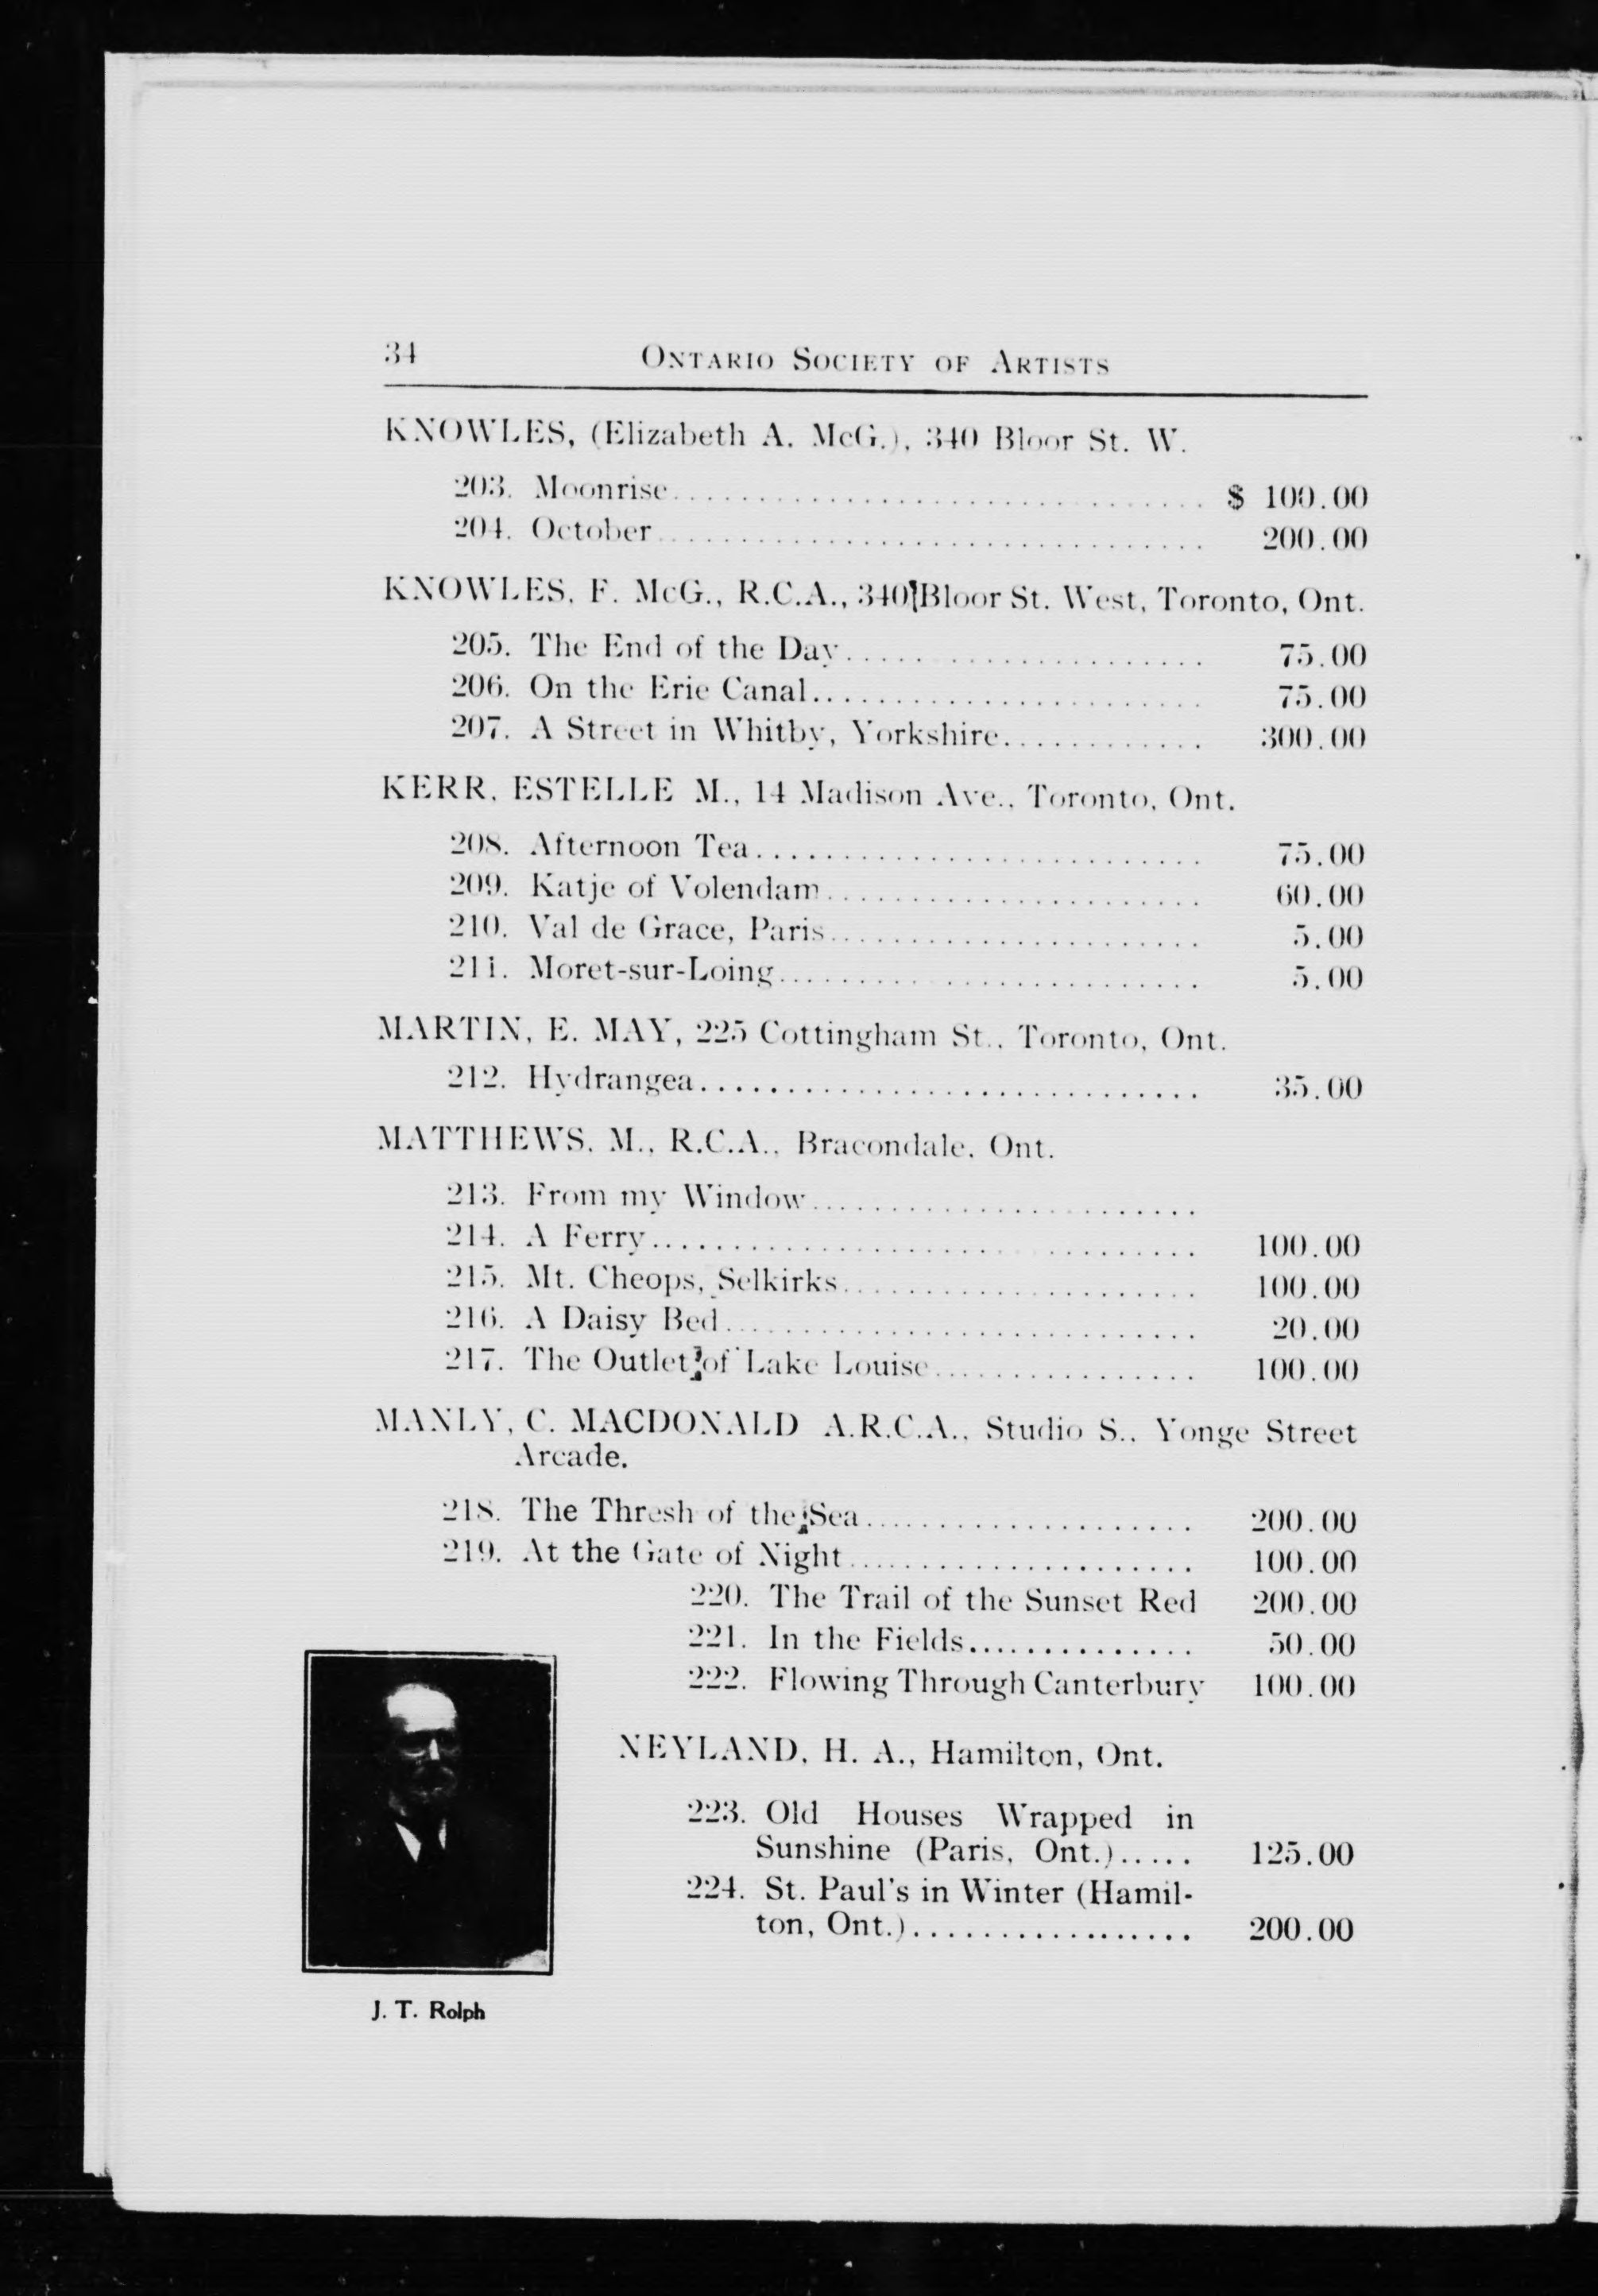 34 ONTARIO SOCIETY OF ARTISTS
KNOWLES, (Elizabeth A. McG.), 340 Bloor St. W.
203. Moonrise........................................ $ 100.00
204. October........................................ 200.00
KNOWLES, F. McG., R.C.A., 340 Bloor St. West, Toronto, Ont.
205. The End of the Day........................ 75.00
206. On the Erie Canal........................ 75.00
207. A Street in Whitby, Yorkshire............ 300.00
KERR, ESTELLE M., 14 Madison Ave., Toronto, Ont.
208. Afternoon Tea............................ 75.00
209. Katje of Volendam........................ 60.00
210. Val de Grace, Paris........................ 5.00
211. Moret-sur-Loing........................ 5.00
MARTIN, E. MAY, 225 Cottingham St., Toronto, Ont.
212. Hydrangea................................ 35.00
MATTHEWS, M., R.C.A., Bracondale, Ont.
213. From my Window........................
214. A Ferry................................ 100.00
215. Mt. Cheops, Selkirks........................ 100.00
216. A Daisy Bed............................ 20.00
217. The Outlet of Lake Louise................ 100.00
MANLY, C. MACDONALD A.R.C.A., Studio S., Yonge Street
Arcade.
218. The Thresh of the Sea.................... 200.00
219. At the Gate of Night.................... 100.00
220. The Trail of the Sunset Red 200.00
221. In the Fields.............. 50.00
222. Flowing Through Canterbury 100.00
NEYLAND, H. A., Hamilton, Ont.
223. Old Houses Wrapped in
Sunshine (Paris, Ont.)..... 125.00
224. St. Paul's in Winter (Hamil-
ton, Ont.)................. 200.00
J. T. Rolph